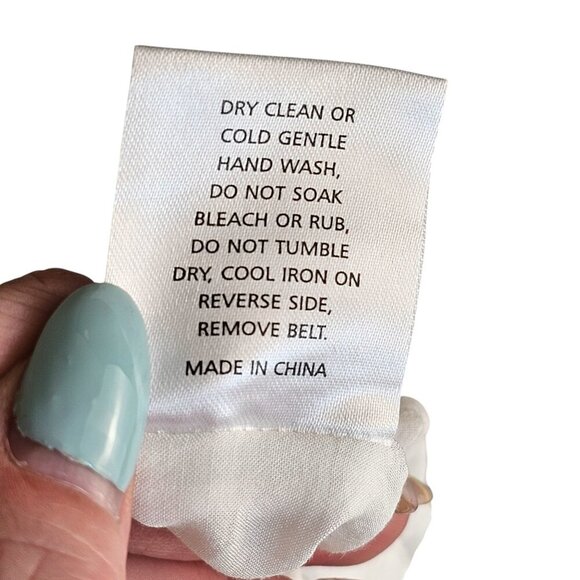 DRY CLEAN OR
COLD GENTLE
HAND WASH,
DO NOT SOAK
BLEACH OR RUB,
DO NOT TUMBLE
DRY, COOL IRON ON
REVERSE SIDE,
REMOVE BELT.
MADE IN CHINA